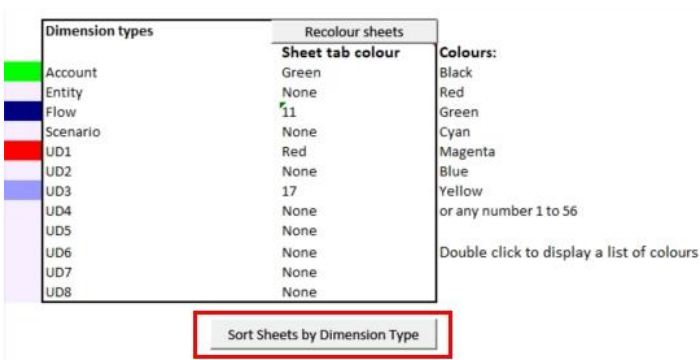 Dimension types Recolour sheets
Sheet tab colour Colours:
Account Green Black
Entity None Red
Flow 11 Green
Scenario None Cyan
UD1 Red Magenta
UD2 None Blue
UD3 17 Yellow
UD4 None or any number 1 to 56
UD5 None
UD6 None Double click to display a list of colours
UD7 None
UD8 None
Sort Sheets by Dimension Type